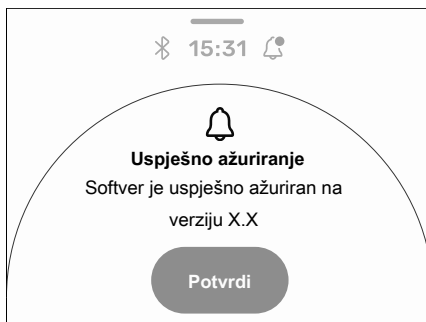 15:31
Uspješno ažuriranje
Softver je uspješno ažuriran na
verziju X.X
Potvrdi